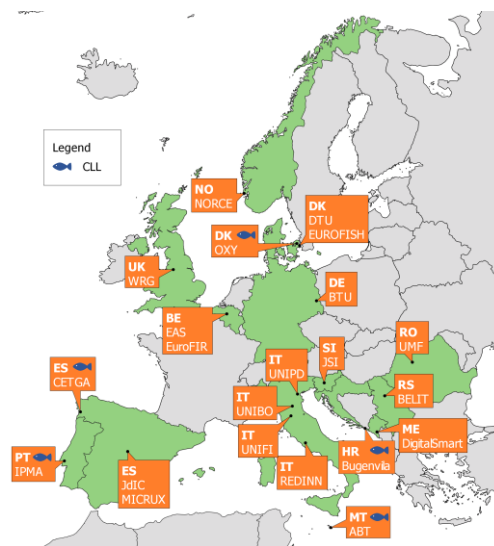 Legend
CLL
NO
NORCE
DK
DTU
EUROFISH
DK
OXY
UK
WRG
DE
BTU
BE
EAS
EuroFIR
RO
UMF
IT
UNIPD
SI
JSI
ES
CETGA
RS
BELIT
IT
UNIBO
IT
UNIFI
ME
DigitalSmart
HR
Bugenvila
PT
IPMA
ES
JdIC
MICRUX
IT
REDINN
MT
ABT